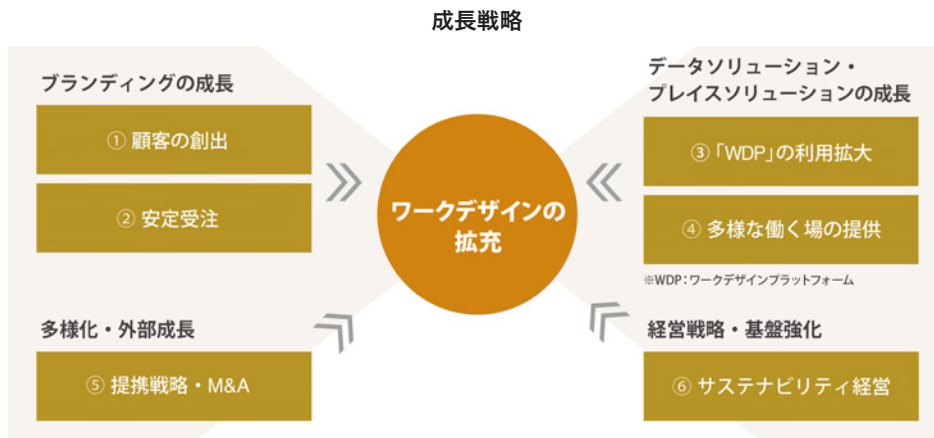 成長戦略
ブランディングの成長
① 顧客の創出
② 安定受注
データソリューション・
プレイスソリューションの成長
③「WDP」の利用拡大
④ 多様な働く場の提供
※WDP：ワークデザインプラットフォーム
ワークデザインの
拡充
多様化・外部成長
⑤ 提携戦略・M&A
経営戦略・基盤強化
⑥ サステナビリティ経営